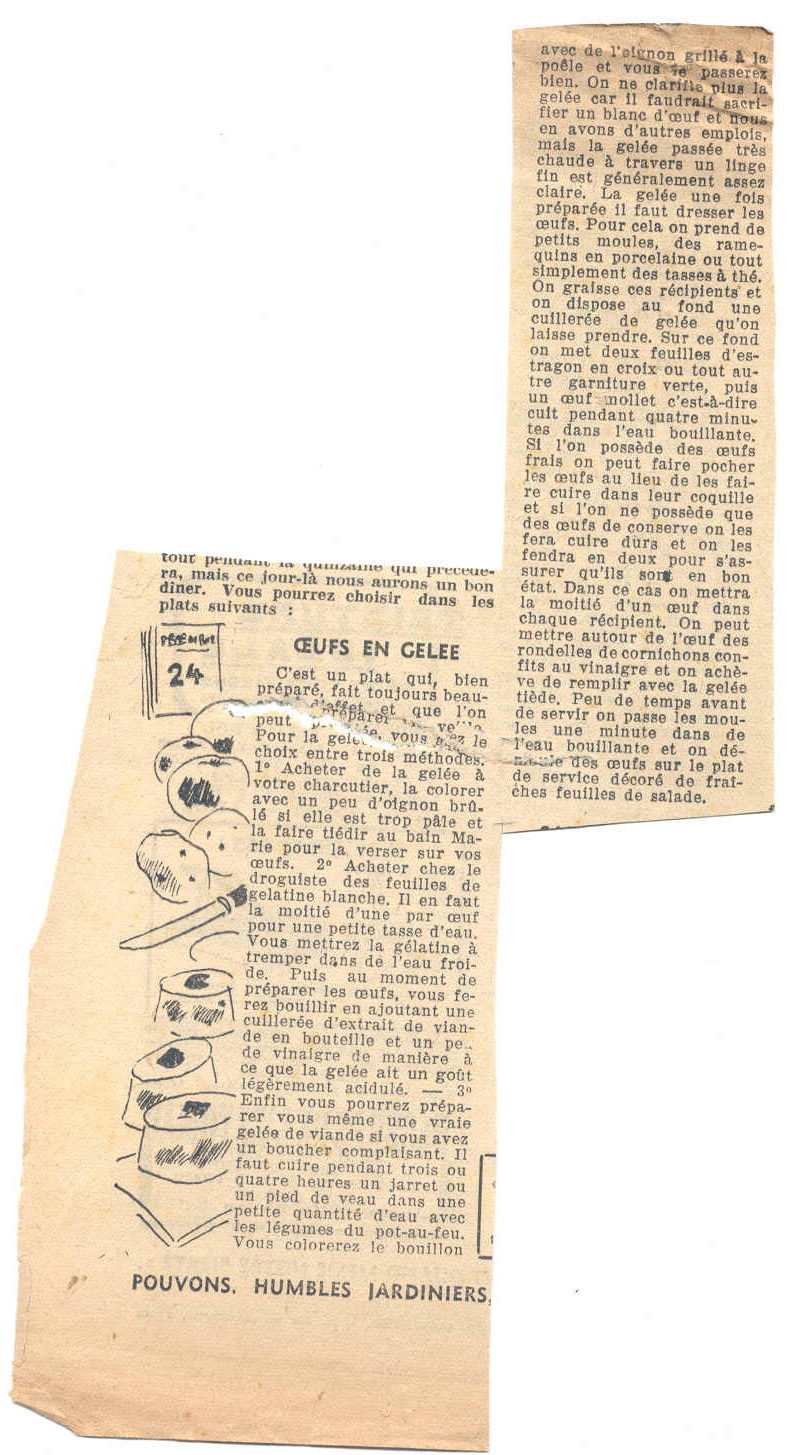 tout pendant la quinzaine qui précède-
ra, mais ce jour-là nous aurons un bon
dîner. Vous pourrez choisir dans les
plats suivants :
DÉCEMBRE
24
ŒUFS EN GELEE
C'est un plat qui, bien
préparé, fait toujours beau-
d'effet et que l'on
peut préparer
Pour la gelée, vous avez le
choix entre trois méthodes.
1º Acheter de la gelée à
votre charcutier, la colorer
avec un peu d'oignon brû-
lé si elle est trop pâle et
la faire tiédir au bain Ma-
rie pour la verser sur vos
œufs. 2º Acheter chez le
droguiste des feuilles de
gelatine blanche. Il en faut
la moitié d'une par œuf
pour une petite tasse d'eau.
Vous mettrez la gélatine à
tremper dans de l'eau froi-
de. Puis au moment de
préparer les œufs, vous fe-
rez bouillir en ajoutant une
cuillerée d'extrait de vian-
de en bouteille et un pe..
de vinaigre de manière à
ce que la gelée ait un goût
légèrement acidulé. — 3º
Enfin vous pourrez prépa-
rer vous même une vraie
gelée de viande si vous avez
un boucher complaisant. Il
faut cuire pendant trois ou
quatre heures un jarret ou
un pied de veau dans une
petite quantité d'eau avec
les légumes du pot-au-feu.
Vous colorerez le bouillon
avec de l'oignon grillé à la
poêle et vous le passerez
bien. On ne clarifie plus la
gelée car il faudrait sacri-
fier un blanc d'œuf et nous
en avons d'autres emplois,
mais la gelée passée très
chaude à travers un linge
fin est généralement assez
claire. La gelée une fois
préparée il faut dresser les
œufs. Pour cela on prend de
petits moules, des rame-
quins en porcelaine ou tout
simplement des tasses à thé.
On graisse ces récipients et
on dispose au fond une
cuillerée de gelée qu'on
laisse prendre. Sur ce fond
on met deux feuilles d'es-
tragon en croix ou tout au-
tre garniture verte, puis
un œuf mollet c'est-à-dire
cuit pendant quatre minu-
tes dans l'eau bouillante.
Si l'on possède des œufs
frais on peut faire pocher
les œufs au lieu de les fai-
re cuire dans leur coquille
et si l'on ne possède que
des œufs de conserve on les
fera cuire durs et on les
fendra en deux pour s'as-
surer qu'ils sont en bon
état. Dans ce cas on mettra
la moitié d'un œuf dans
chaque récipient. On peut
mettre autour de l'œuf des
rondelles de cornichons con-
fits au vinaigre et on achè-
ve de remplir avec la gelée
tiède. Peu de temps avant
de servir on passe les mou-
les une minute dans de
l'eau bouillante et on dé-
moule des œufs sur le plat
de service décoré de fraî-
ches feuilles de salade.
POUVONS. HUMBLES JARDINIERS,